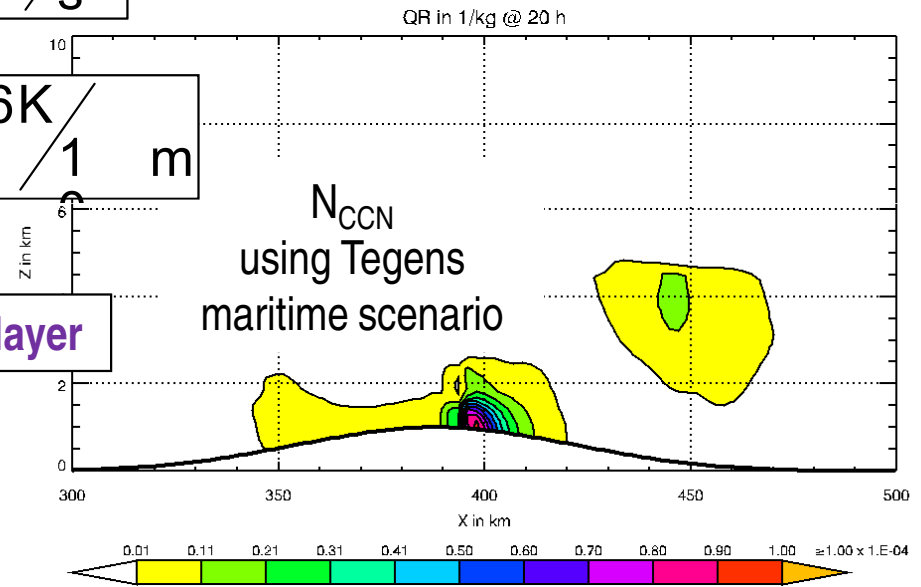 QR in 1/kg @ 20 h
10
6K
1 m
6
Z in km
N_CCN
using Tegens
maritime scenario
layer
2
0
300 350 400 450 500
X in km
0.01 0.11 0.21 0.31 0.41 0.50 0.60 0.70 0.80 0.90 1.00 ≥1.00 x 1.E-04